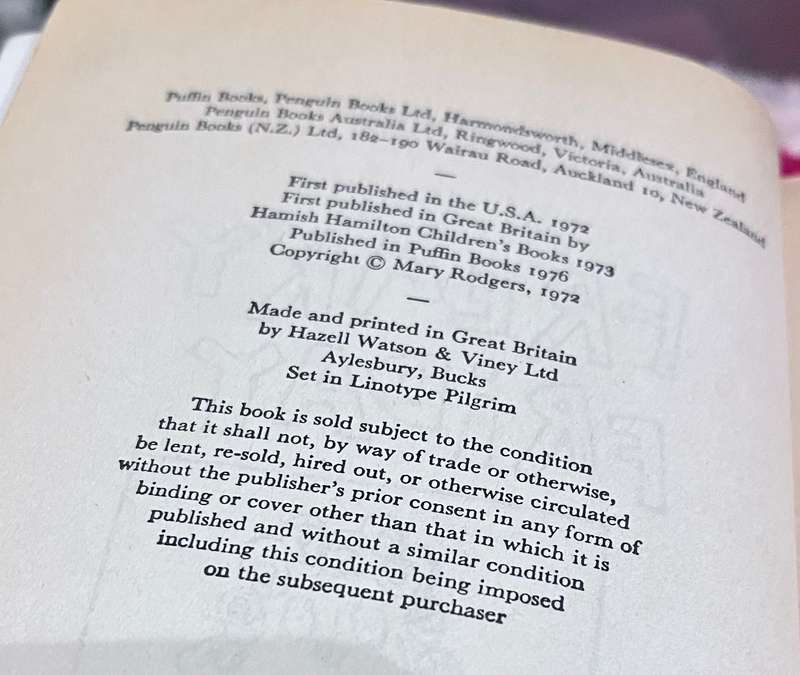 Puffin Books, Penguin Books Ltd, Harmondsworth, Middlesex, England
Penguin Books Australia Ltd, Ringwood, Victoria, Australia
Penguin Books (N.Z.) Ltd, 182–190 Wairau Road, Auckland 10, New Zealand
—
First published in the U.S.A. 1972
First published in Great Britain by
Hamish Hamilton Children's Books 1973
Published in Puffin Books 1976
Copyright © Mary Rodgers, 1972
—
Made and printed in Great Britain
by Hazell Watson & Viney Ltd
Aylesbury, Bucks
Set in Linotype Pilgrim
This book is sold subject to the condition
that it shall not, by way of trade or otherwise,
be lent, re-sold, hired out, or otherwise circulated
without the publisher's prior consent in any form of
binding or cover other than that in which it is
published and without a similar condition
including this condition being imposed
on the subsequent purchaser